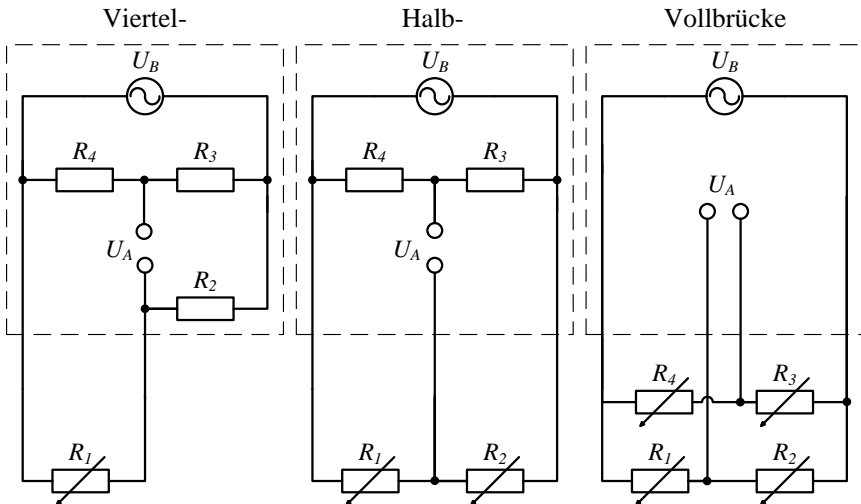 Viertel-
Halb-
Vollbrücke
U_B
U_B
U_B
R_4
R_3
R_4
R_3
U_A
U_A
U_A
R_2
R_4
R_3
R_1
R_1
R_2
R_1
R_2